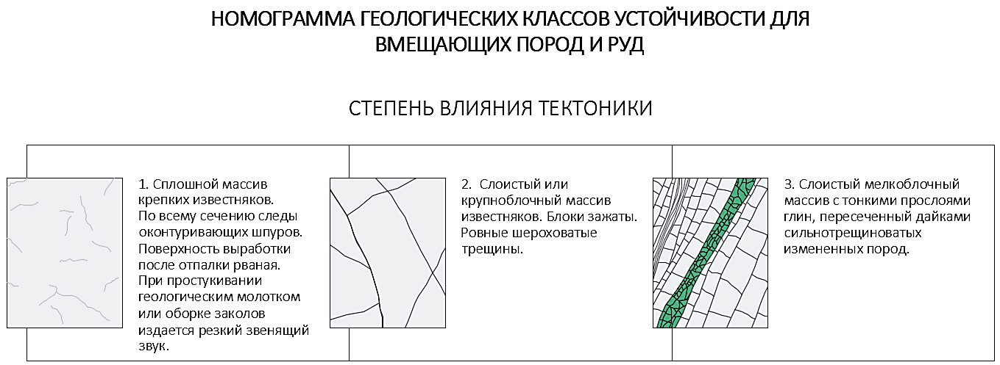 НОМОГРАММА ГЕОЛОГИЧЕСКИХ КЛАССОВ УСТОЙЧИВОСТИ ДЛЯ
ВМЕЩАЮЩИХ ПОРОД И РУД
СТЕПЕНЬ ВЛИЯНИЯ ТЕКТОНИКИ
1. Сплошной массив
крепких известняков.
По всему сечению следы
оконтуривающих шпуров.
Поверхность выработки
после отпалки рваная.
При простукивании
геологическим молотком
или оборке заколов
издается резкий звенящий
звук.
2. Слоистый или
крупноблочный массив
известняков. Блоки зажаты.
Ровные шероховатые
трещины.
3. Слоистый мелкоблочный
массив с тонкими прослоями
глин, пересеченный дайками
сильнотрещиноватых
измененных пород.